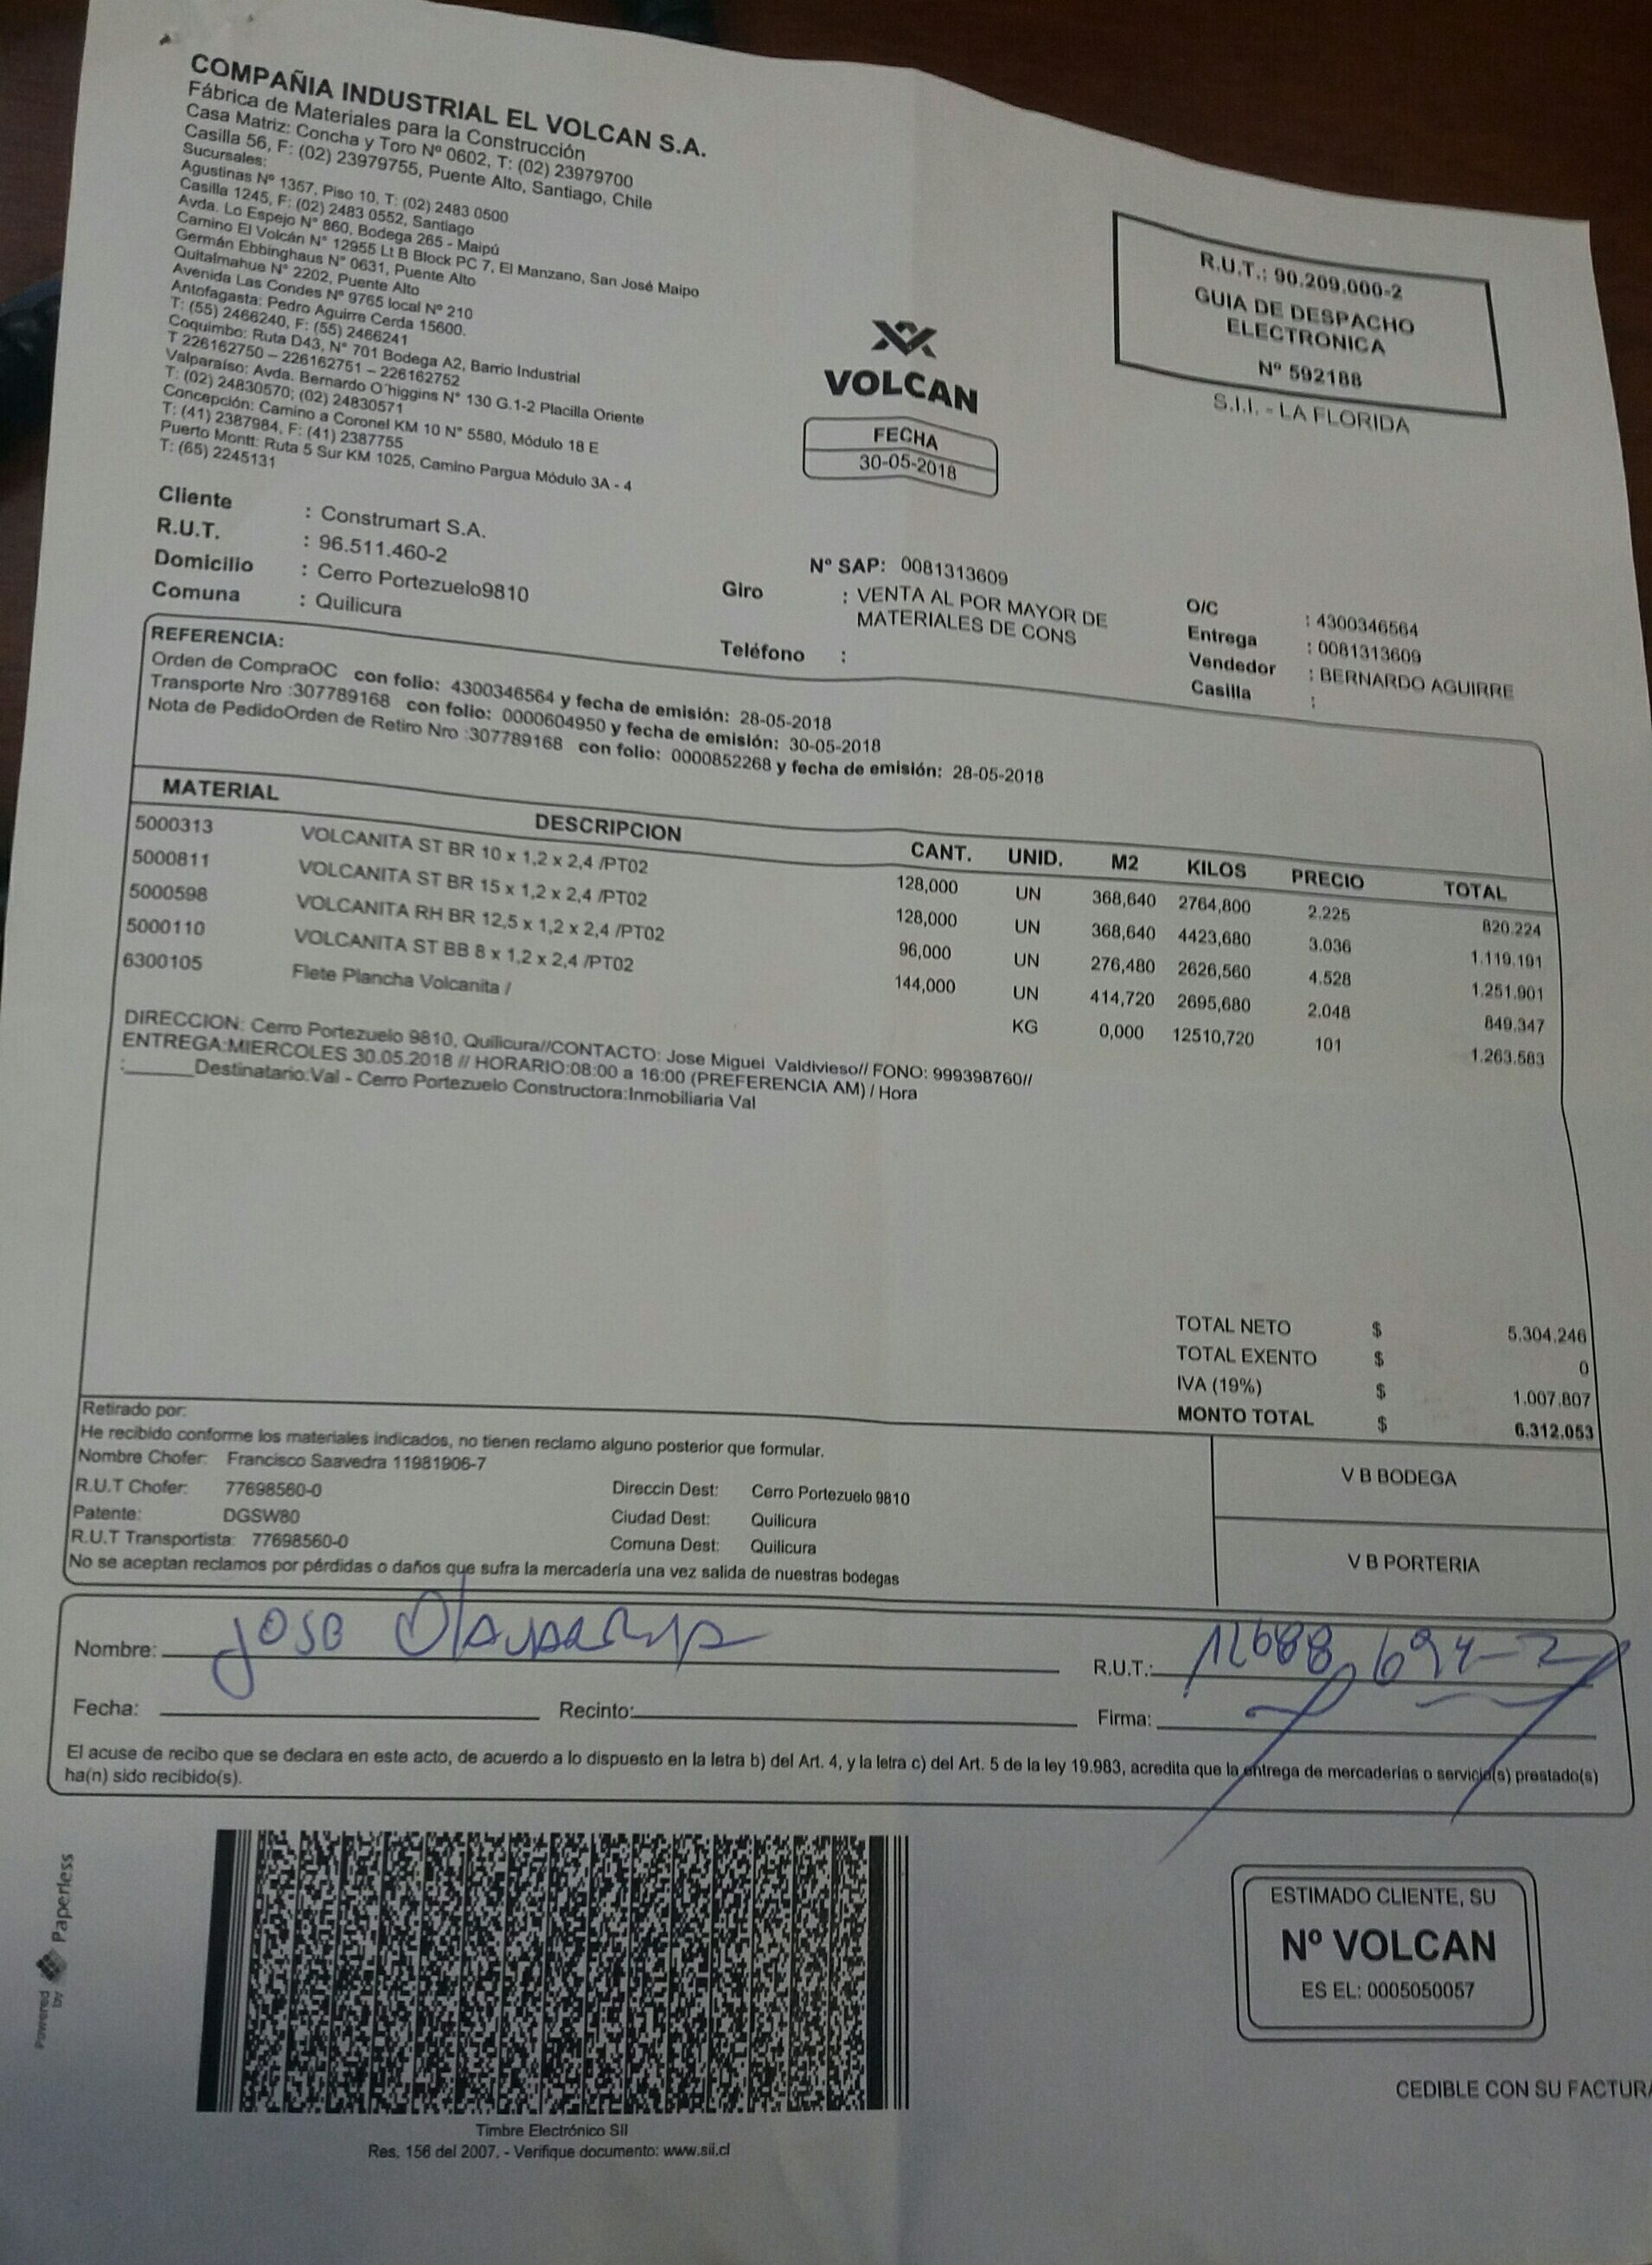 COMPAÑIA INDUSTRIAL EL VOLCAN S.A.
Fábrica de Materiales para la Construcción
Casa Matriz: Concha y Toro Nº 0602, T: (02) 23979700
Casilla 56, F: (02) 23979755, Puente Alto, Santiago, Chile
Sucursales:
Agustinas Nº 1357, Piso 10, T: (02) 2483 0500
Casilla 1245, F: (02) 2483 0552, Santiago
Avda. Lo Espejo N° 860, Bodega 265 - Maipú
Camino El Volcán N° 12955 Lt B Block PC 7, El Manzano, San José Maipo
Germán Ebbinghaus N° 0631, Puente Alto
Quitalmahue N° 2202, Puente Alto
Avenida Las Condes Nº 9765 local Nº 210
Antofagasta: Pedro Aguirre Cerda 15600.
T: (55) 2466240, F: (55) 2466241
Coquimbo: Ruta D43, N° 701 Bodega A2, Barrio Industrial
T 226162750 – 226162751 – 226162752
Valparaíso: Avda. Bernardo O´higgins N° 130 G.1-2 Placilla Oriente
T: (02) 24830570; (02) 24830571
Concepción: Camino a Coronel KM 10 N° 5580, Módulo 18 E
T: (41) 2387984, F: (41) 2387755
Puerto Montt: Ruta 5 Sur KM 1025, Camino Pargua Módulo 3A - 4
T: (65) 2245131
VOLCAN
FECHA
30-05-2018
R.U.T.: 90.209.000-2
GUIA DE DESPACHO
ELECTRONICA
Nº 592188
S.I.I. - LA FLORIDA
Cliente : Construmart S.A.
R.U.T. : 96.511.460-2
Domicilio : Cerro Portezuelo9810
Comuna : Quilicura
Nº SAP: 0081313609
Giro : VENTA AL POR MAYOR DE
MATERIALES DE CONS
Teléfono :
O/C : 4300346564
Entrega : 0081313609
Vendedor : BERNARDO AGUIRRE
Casilla :
REFERENCIA:
Orden de CompraOC con folio: 4300346564 y fecha de emisión: 28-05-2018
Transporte Nro :307789168 con folio: 0000604950 y fecha de emisión: 30-05-2018
Nota de PedidoOrden de Retiro Nro :307789168 con folio: 0000852268 y fecha de emisión: 28-05-2018
MATERIAL DESCRIPCION CANT. UNID. M2 KILOS PRECIO TOTAL
5000313 VOLCANITA ST BR 10 x 1,2 x 2,4 /PT02 128,000 UN 368,640 2764,800 2.225 820.224
5000811 VOLCANITA ST BR 15 x 1,2 x 2,4 /PT02 128,000 UN 368,640 4423,680 3.036 1.119.191
5000598 VOLCANITA RH BR 12,5 x 1,2 x 2,4 /PT02 96,000 UN 276,480 2626,560 4.528 1.251.901
5000110 VOLCANITA ST BB 8 x 1,2 x 2,4 /PT02 144,000 UN 414,720 2695,680 2.048 849.347
6300105 Flete Plancha Volcanita / KG 0,000 12510,720 101 1.263.583
DIRECCION: Cerro Portezuelo 9810, Quilicura//CONTACTO: Jose Miguel Valdivieso// FONO: 999398760//
ENTREGA:MIERCOLES 30.05.2018 // HORARIO:08:00 a 16:00 (PREFERENCIA AM) / Hora
:______Destinatario:Val - Cerro Portezuelo Constructora:Inmobiliaria Val
TOTAL NETO $ 5.304.246
TOTAL EXENTO $ 0
IVA (19%) $ 1.007.807
MONTO TOTAL $ 6.312.053
Retirado por:
He recibido conforme los materiales indicados, no tienen reclamo alguno posterior que formular.
Nombre Chofer: Francisco Saavedra 11981906-7
R.U.T Chofer: 77698560-0 Direccin Dest: Cerro Portezuelo 9810
Patente: DGSW80 Ciudad Dest: Quilicura
R.U.T Transportista: 77698560-0 Comuna Dest: Quilicura
No se aceptan reclamos por pérdidas o daños que sufra la mercadería una vez salida de nuestras bodegas
V B BODEGA
V B PORTERIA
Nombre: Jose R.U.T.: 12688.694-2
Fecha: Recinto: Firma:
El acuse de recibo que se declara en este acto, de acuerdo a lo dispuesto en la letra b) del Art. 4, y la letra c) del Art. 5 de la ley 19.983, acredita que la entrega de mercaderías o servicio(s) prestado(s)
ha(n) sido recibido(s).
Powered by Paperless
Timbre Electrónico SII
Res. 156 del 2007. - Verifique documento: www.sii.cl
ESTIMADO CLIENTE, SU
Nº VOLCAN
ES EL: 0005050057
CEDIBLE CON SU FACTURA